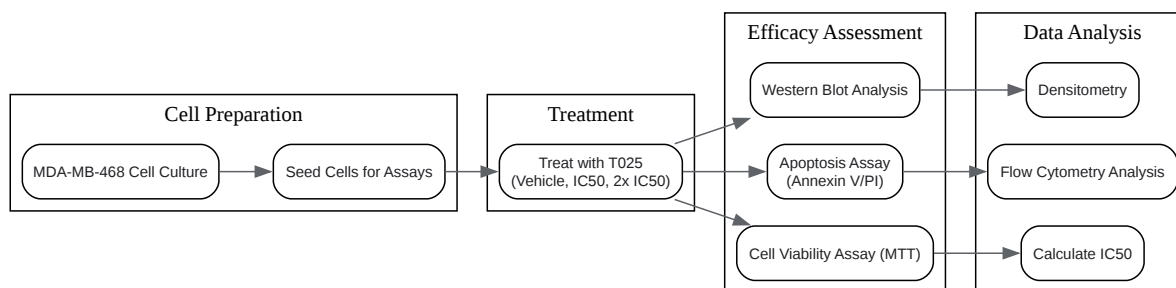 Cell Preparation
MDA-MB-468 Cell Culture
Seed Cells for Assays
Treatment
Treat with T025
(Vehicle, IC50, 2x IC50)
Efficacy Assessment
Western Blot Analysis
Apoptosis Assay
(Annexin V/PI)
Cell Viability Assay (MTT)
Data Analysis
Densitometry
Flow Cytometry Analysis
Calculate IC50